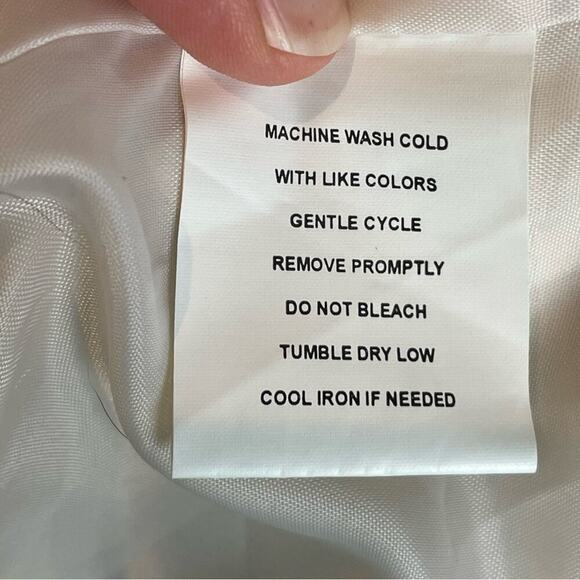 MACHINE WASH COLD
WITH LIKE COLORS
GENTLE CYCLE
REMOVE PROMPTLY
DO NOT BLEACH
TUMBLE DRY LOW
COOL IRON IF NEEDED